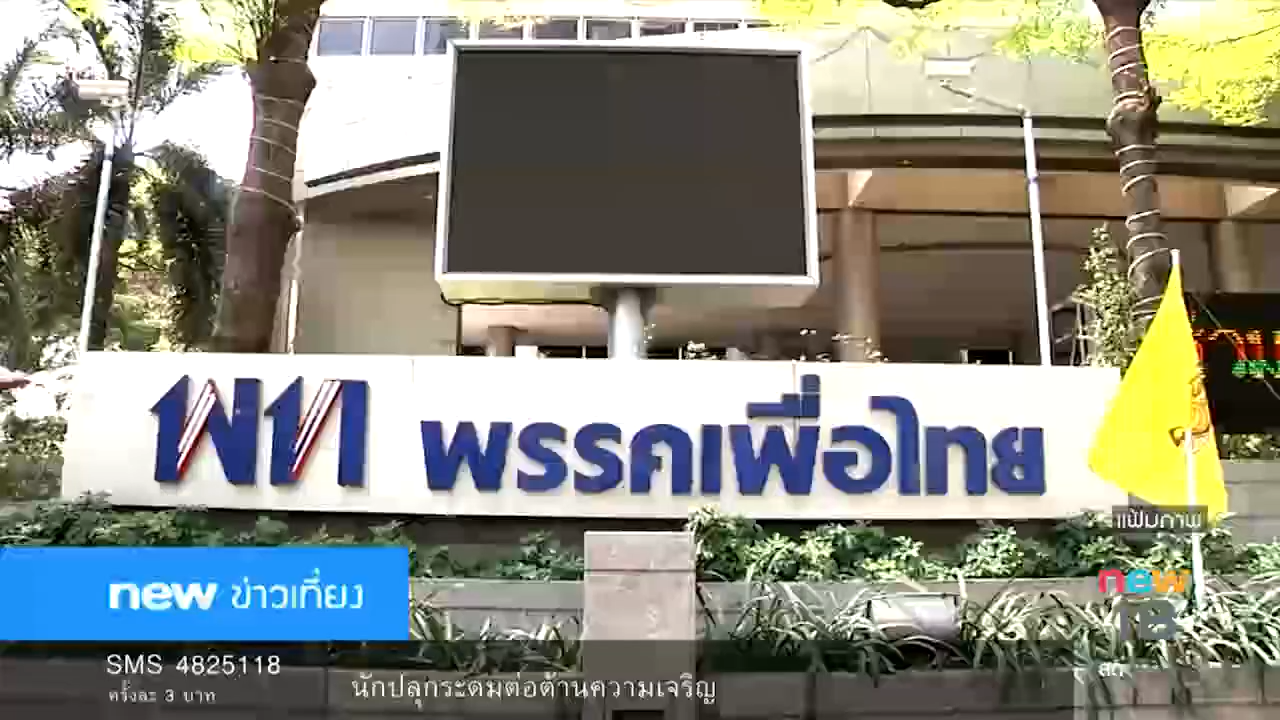 พท พรรคเพื่อไทย
แฟ้มภาพ
new ข่าวเที่ยง
new
18
สด
SMS 4825118
ครั้งละ 3 บาท
นักปลุกระดมต่อต้านความเจริญ